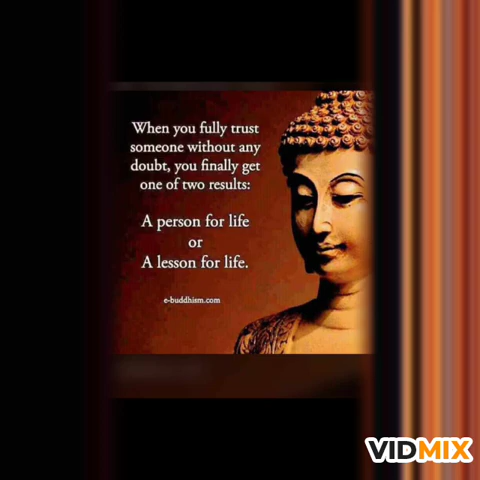 When you fully trust
someone without any
doubt, you finally get
one of two results:
A person for life
or
A lesson for life.
e-buddhism.com
VIDMIX